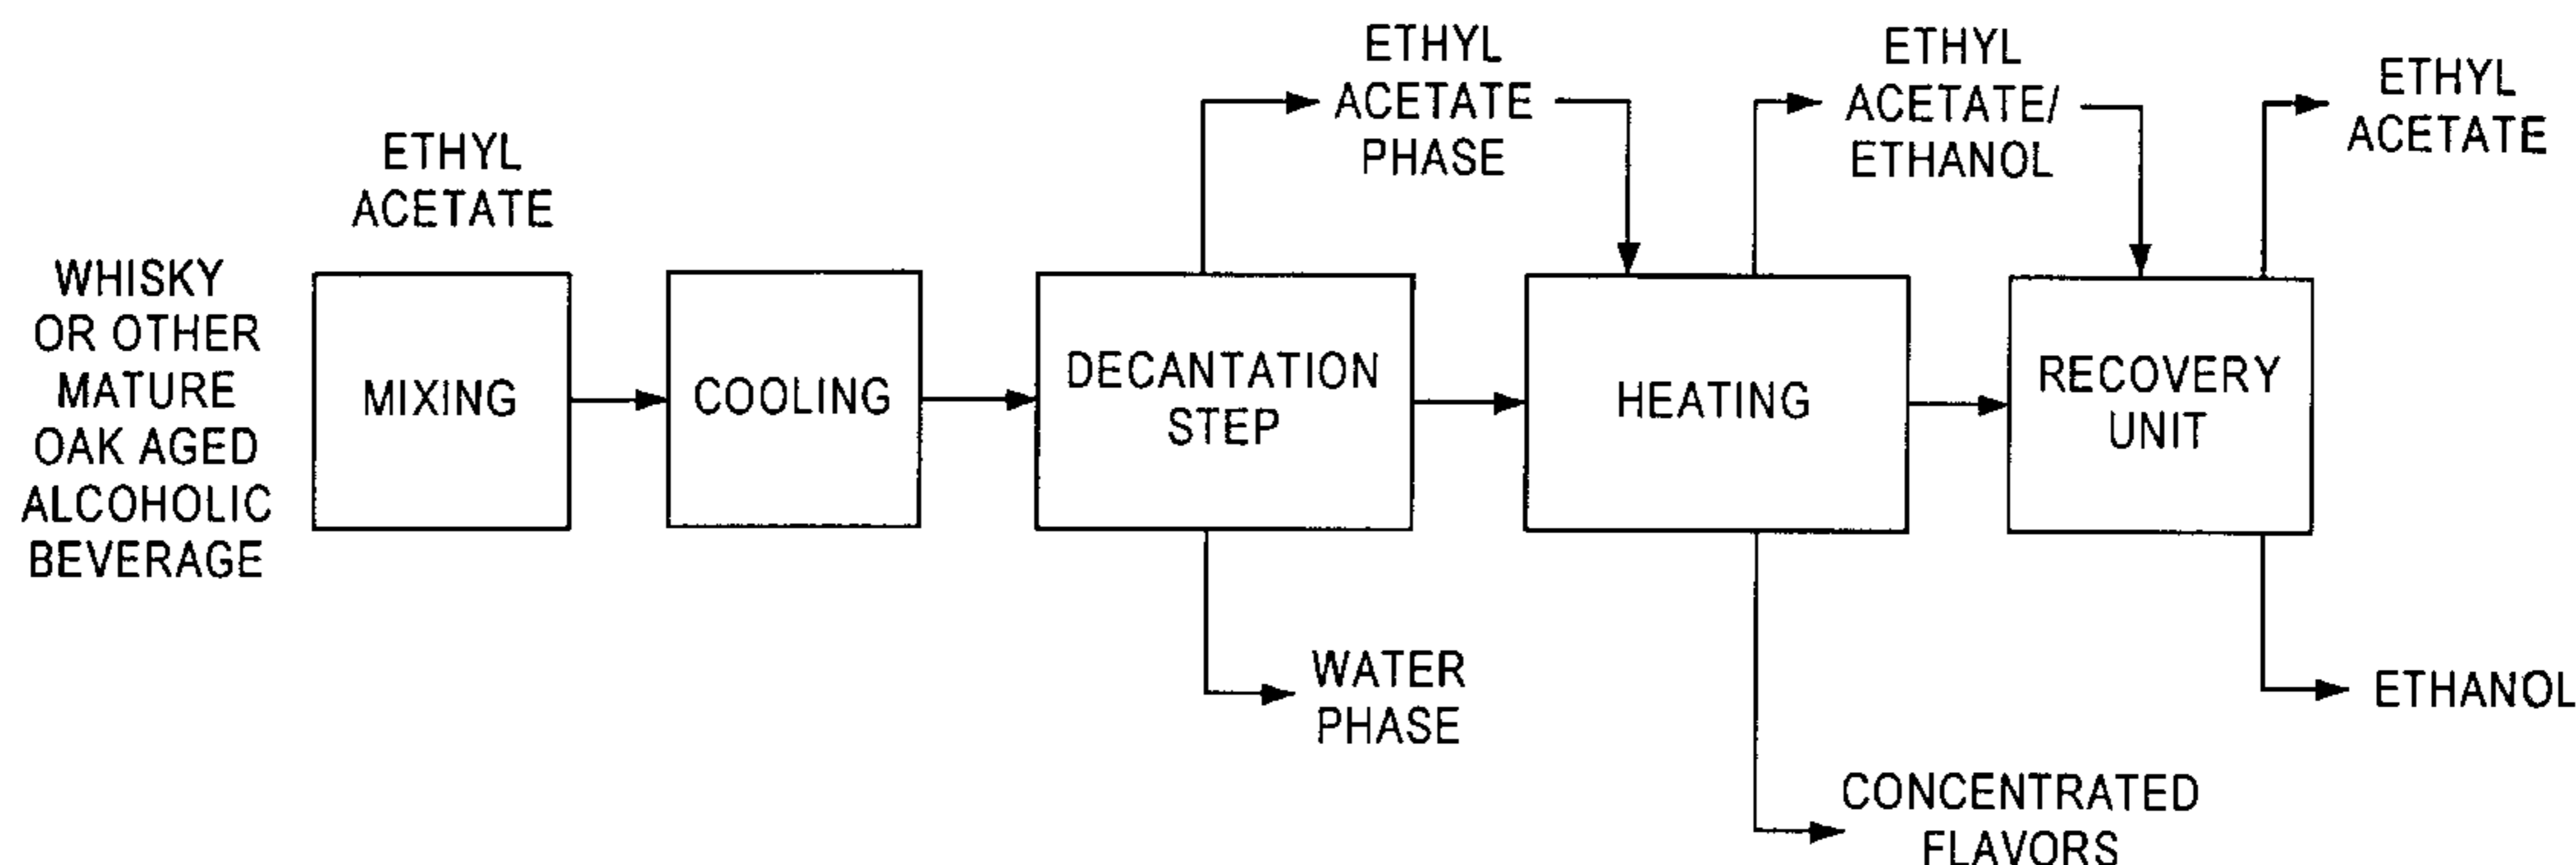 WHISKY
OR OTHER
MATURE
OAK AGED
ALCOHOLIC
BEVERAGE
ETHYL
ACETATE
MIXING
COOLING
DECANTATION
STEP
ETHYL
ACETATE
PHASE
WATER
PHASE
HEATING
ETHYL
ACETATE/
ETHANOL
CONCENTRATED
FLAVORS
RECOVERY
UNIT
ETHYL
ACETATE
ETHANOL